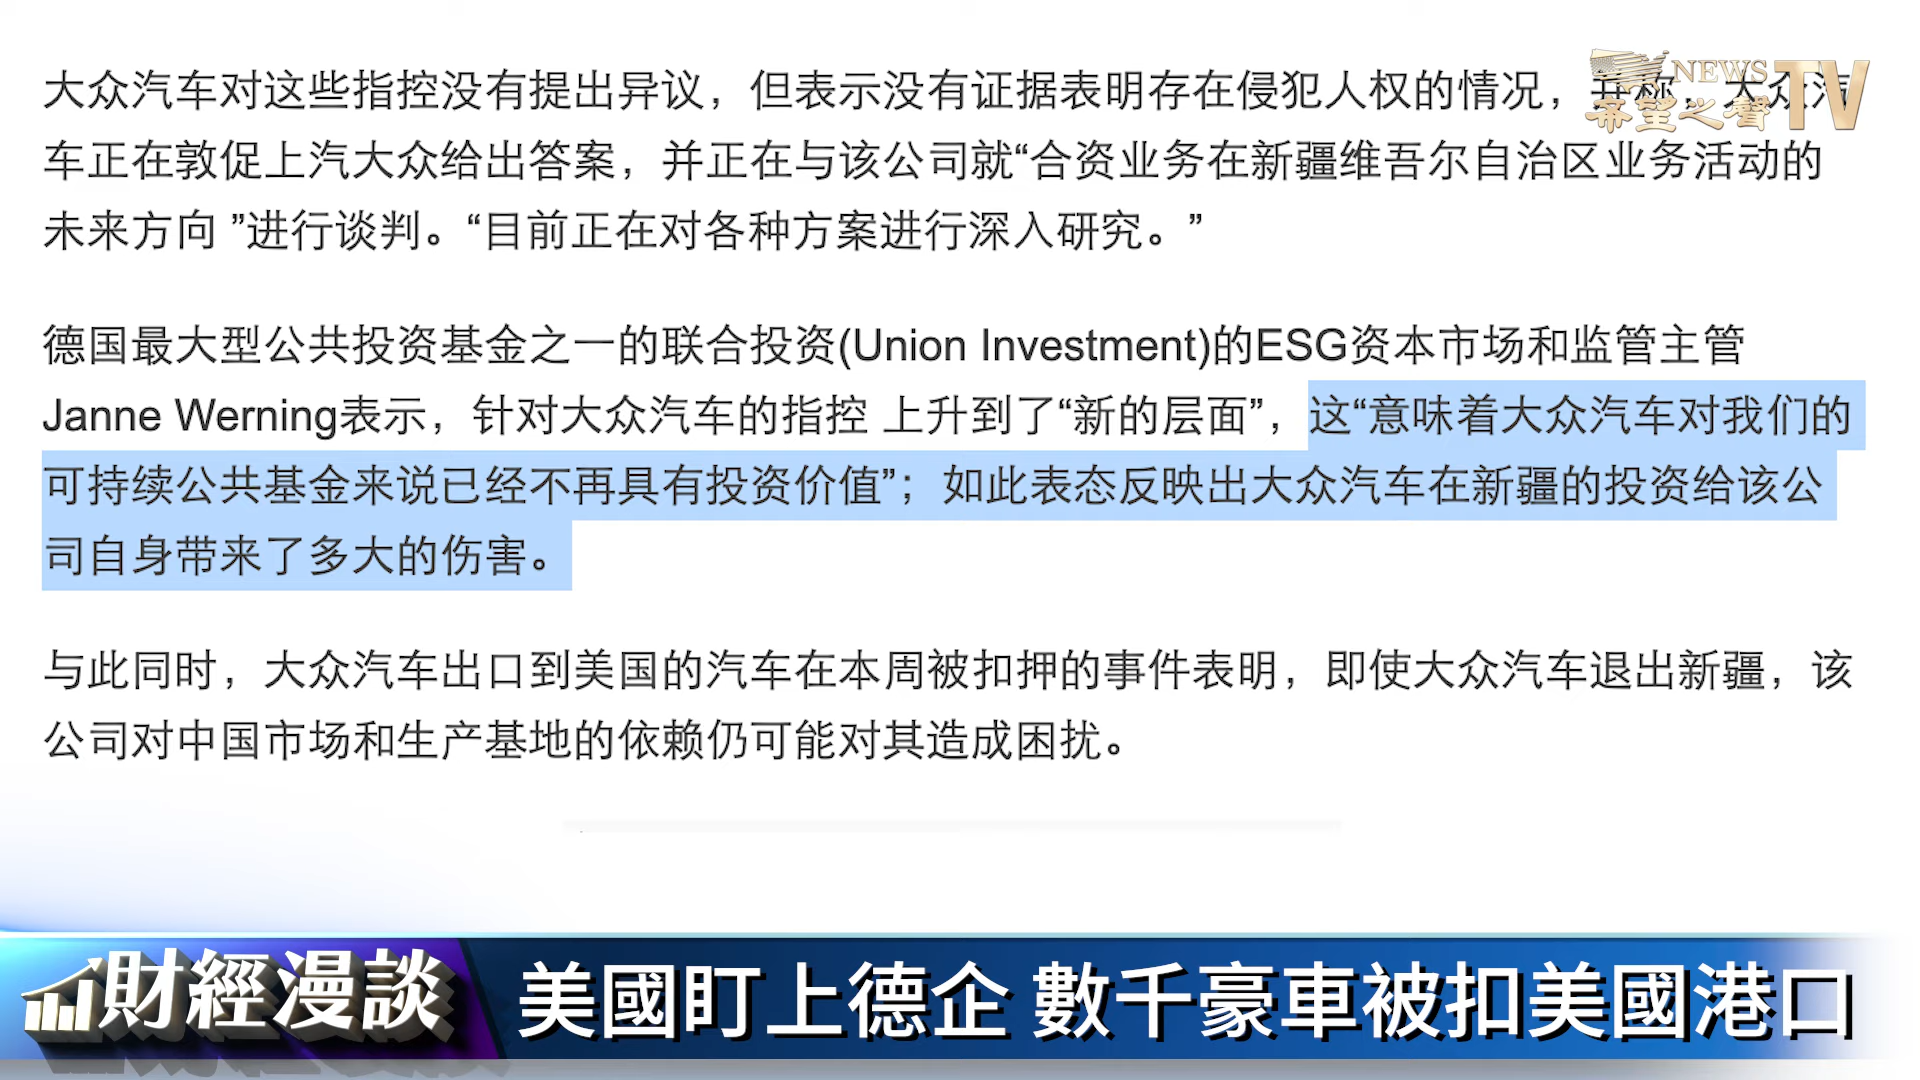 大众汽车对这些指控没有提出异议，但表示没有证据表明存在侵犯人权的情况，并称，大众汽
车正在敦促上汽大众给出答案，并正在与该公司就“合资业务在新疆维吾尔自治区业务活动的
未来方向 ”进行谈判。“目前正在对各种方案进行深入研究。”
德国最大型公共投资基金之一的联合投资(Union Investment)的ESG资本市场和监管主管
Janne Werning表示，针对大众汽车的指控 上升到了“新的层面”，这“意味着大众汽车对我们的
可持续公共基金来说已经不再具有投资价值”；如此表态反映出大众汽车在新疆的投资给该公
司自身带来了多大的伤害。
与此同时，大众汽车出口到美国的汽车在本周被扣押的事件表明，即使大众汽车退出新疆，该
公司对中国市场和生产基地的依赖仍可能对其造成困扰。
NEWS
希望之聲
TV
財經漫談
美國盯上德企 數千豪車被扣美國港口